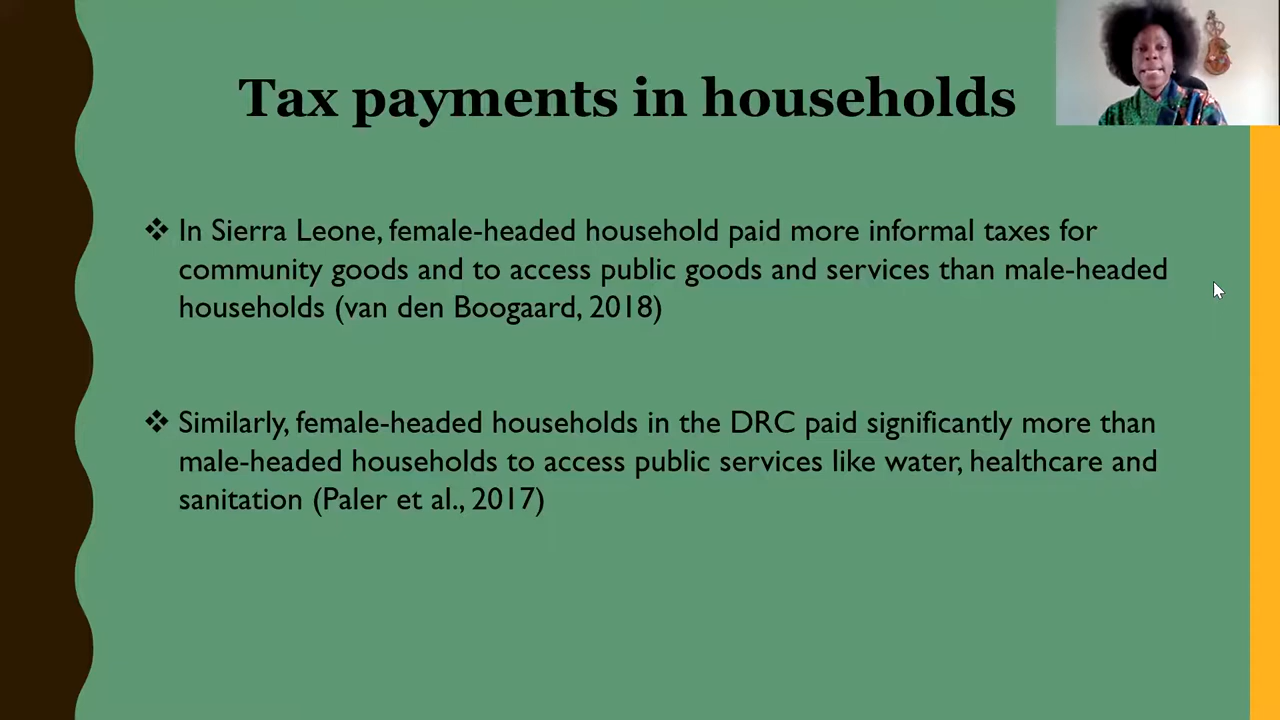 Tax payments in households
❖ In Sierra Leone, female-headed household paid more informal taxes for
community goods and to access public goods and services than male-headed
households (van den Boogaard, 2018)
❖ Similarly, female-headed households in the DRC paid significantly more than
male-headed households to access public services like water, healthcare and
sanitation (Paler et al., 2017)